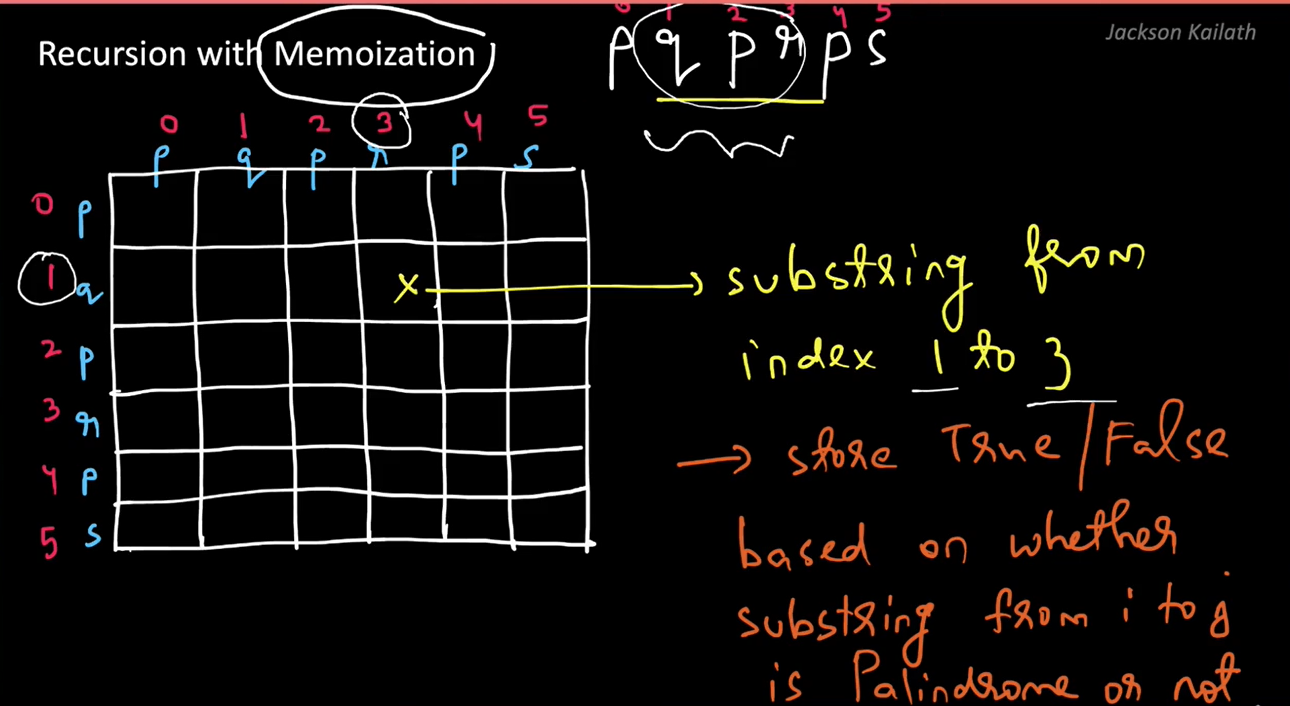 Jackson Kailath
Recursion with Memoization
0 1 2 3 4 5
p q p r p s
0 1 2 3 4 5
p q p r p s
0 p
1 q
2 p
3 r
4 p
5 s
x → substring from
index 1 to 3
→ store True/False
based on whether
substring from i to j
is Palindrome or not